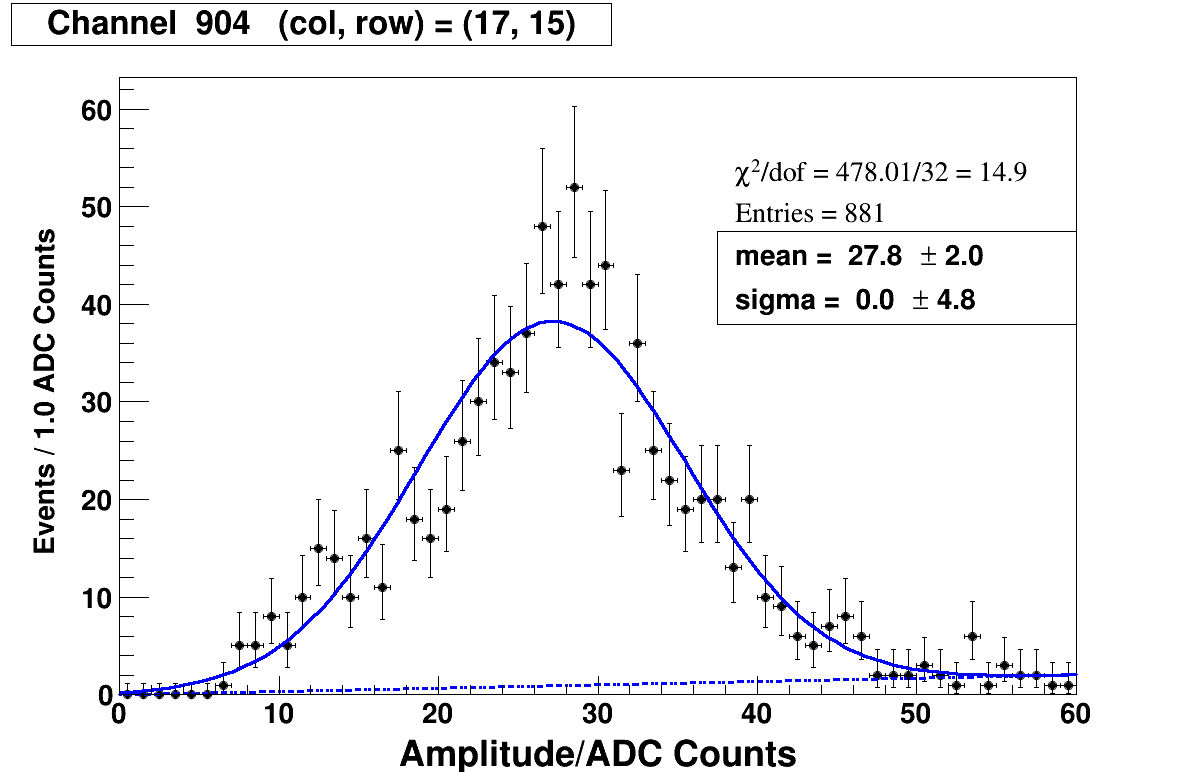 Channel 904 (col, row) = (17, 15)
χ²/dof = 478.01/32 = 14.9
Entries = 881
mean = 27.8 ± 2.0
sigma = 0.0 ± 4.8
Events / 1.0 ADC Counts
60
50
40
30
20
10
0
0 10 20 30 40 50 60
Amplitude/ADC Counts